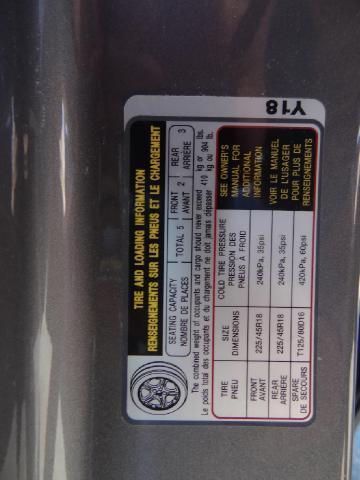 TIRE AND LOADING INFORMATION
RENSEIGNEMENTS SUR LES PNEUS ET LE CHARGEMENT
SEATING CAPACITY
NOMBRE DE PLACES
TOTAL 5
FRONT
AVANT 2
REAR
ARRIÈRE 3
The combined weight of occupants and cargo should never exceed 410 kg or 904 lbs.
Le poids total des occupants et du chargement ne doit jamais dépasser 410 kg ou 904 lb.
TIRE
PNEU
SIZE
DIMENSIONS
COLD TIRE PRESSURE
PRESSION DES
PNEUS À FROID
FRONT
AVANT
225/45R18
240kPa, 35psi
REAR
ARRIÈRE
225/45R18
240kPa, 35psi
SPARE
DE SECOURS
T125/80D16
420kPa, 60psi
SEE OWNER'S
MANUAL FOR
ADDITIONAL
INFORMATION
VOIR LE MANUEL
DE L'USAGER
POUR PLUS DE
RENSEIGNEMENTS
Y18